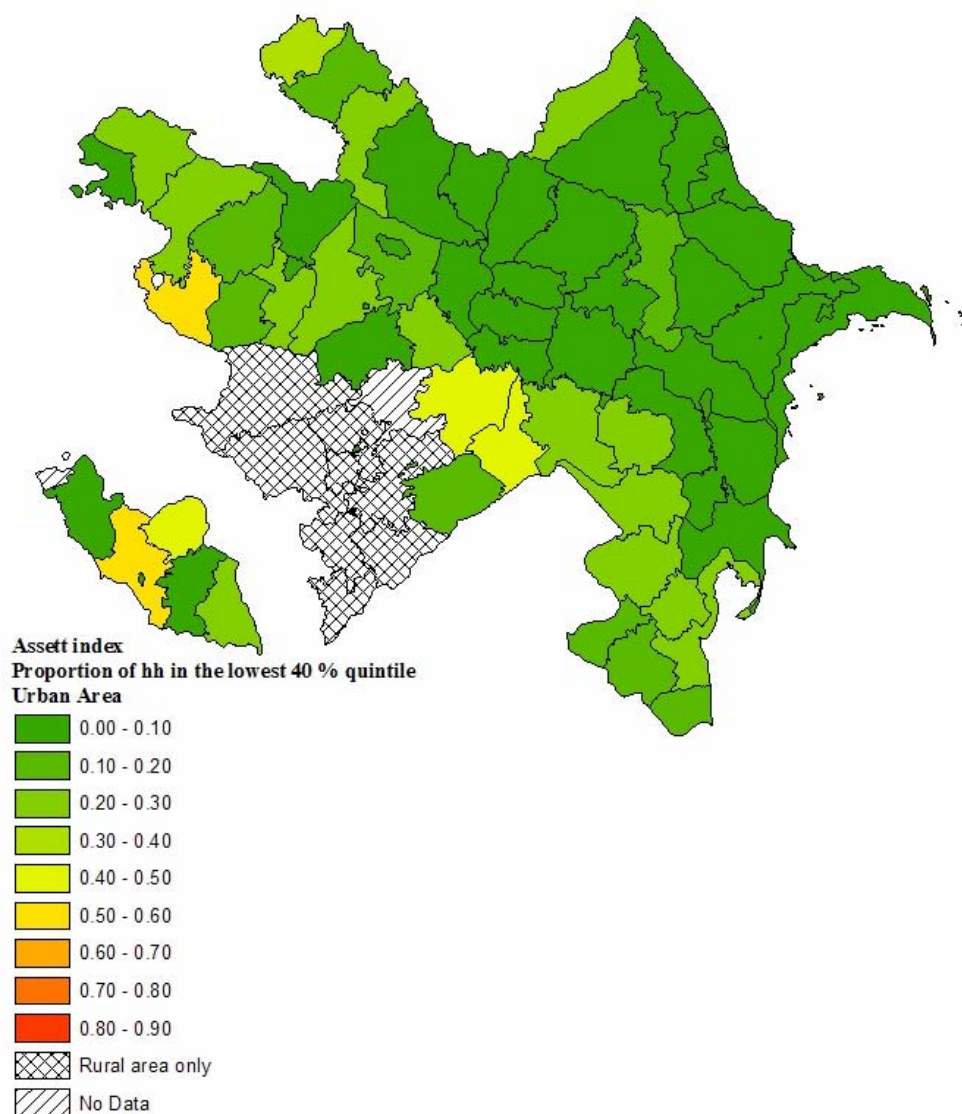 Assett index
Proportion of hh in the lowest 40 % quintile
Urban Area
0.00 - 0.10
0.10 - 0.20
0.20 - 0.30
0.30 - 0.40
0.40 - 0.50
0.50 - 0.60
0.60 - 0.70
0.70 - 0.80
0.80 - 0.90
Rural area only
No Data